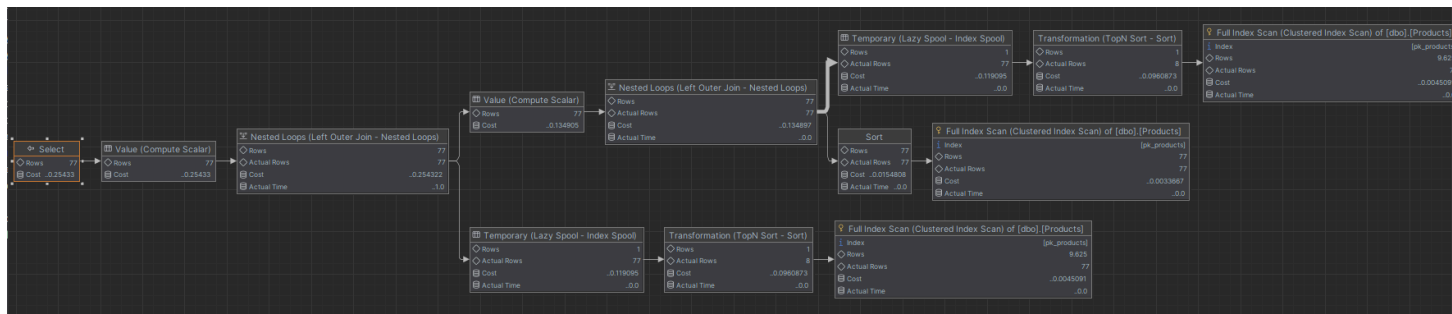 Select
Rows 77
Cost ..0.25433
Value (Compute Scalar)
Rows 77
Cost ..0.25433
Nested Loops (Left Outer Join - Nested Loops)
Rows 77
Actual Rows 77
Cost ..0.254322
Actual Time ..1.0
Value (Compute Scalar)
Rows 77
Cost ..0.134905
Nested Loops (Left Outer Join - Nested Loops)
Rows 77
Actual Rows 77
Cost ..0.134897
Actual Time ..0.0
Temporary (Lazy Spool - Index Spool)
Rows 1
Actual Rows 77
Cost ..0.119095
Actual Time ..0.0
Transformation (TopN Sort - Sort)
Rows 1
Actual Rows 8
Cost ..0.0960873
Actual Time ..0.0
Full Index Scan (Clustered Index Scan) of [dbo].[Products]
Index [pk_product
Rows 9.62
Actual Rows
Cost ..0.004509
Actual Time ..0.
Sort
Rows 77
Actual Rows 77
Cost ..0.0154808
Actual Time ..0.0
Full Index Scan (Clustered Index Scan) of [dbo].[Products]
Index [pk_products]
Rows 77
Actual Rows 77
Cost ..0.0033867
Actual Time ..0.0
Temporary (Lazy Spool - Index Spool)
Rows 1
Actual Rows 77
Cost ..0.119095
Actual Time ..0.0
Transformation (TopN Sort - Sort)
Rows 1
Actual Rows 8
Cost ..0.0960873
Actual Time ..0.0
Full Index Scan (Clustered Index Scan) of [dbo].[Products]
Index [pk_products]
Rows 9.625
Actual Rows 77
Cost ..0.0045091
Actual Time ..0.0